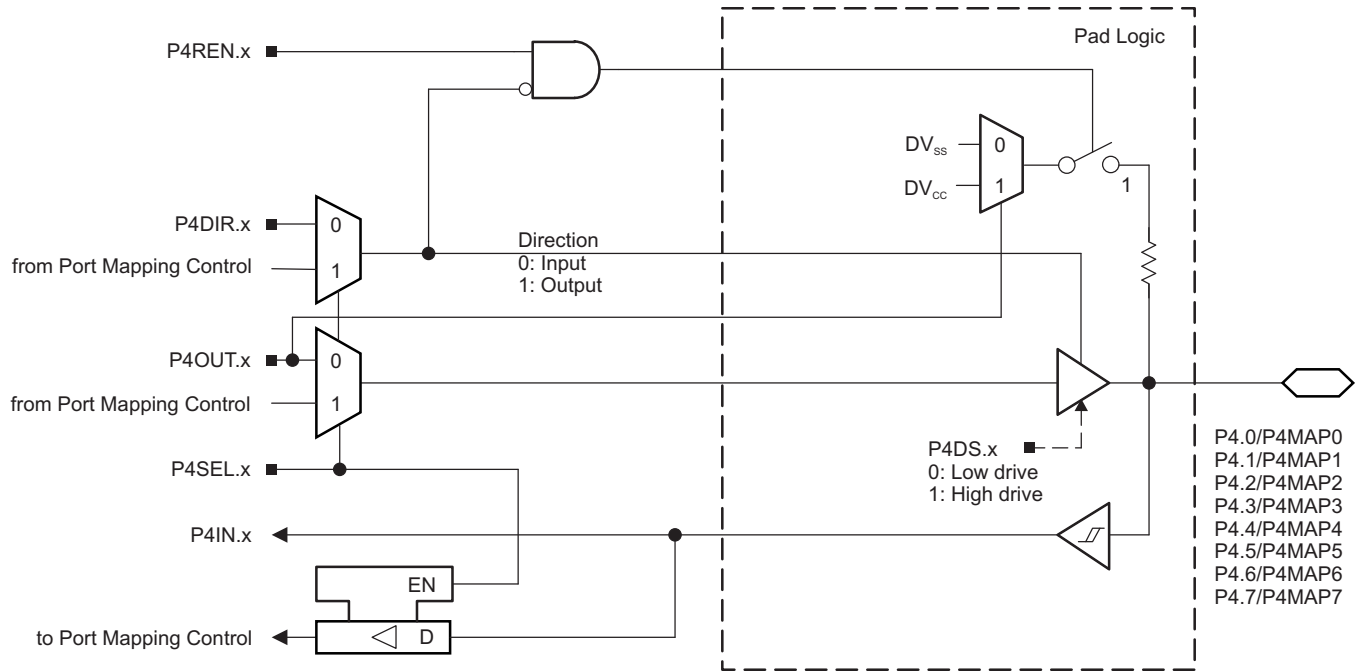 Pad Logic
P4REN.x
DVSS
0
DVCC
1
1
P4DIR.x
0
from Port Mapping Control
1
Direction
0: Input
1: Output
P4OUT.x
0
from Port Mapping Control
1
P4DS.x
0: Low drive
1: High drive
P4SEL.x
P4.0/P4MAP0
P4.1/P4MAP1
P4.2/P4MAP2
P4.3/P4MAP3
P4.4/P4MAP4
P4.5/P4MAP5
P4.6/P4MAP6
P4.7/P4MAP7
P4IN.x
EN
to Port Mapping Control
D